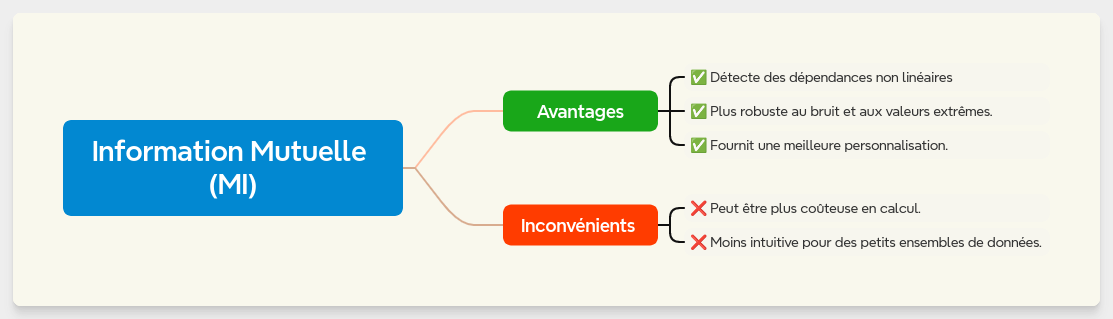 Information Mutuelle
(MI)
Avantages
✅ Détecte des dépendances non linéaires
✅ Plus robuste au bruit et aux valeurs extrêmes.
✅ Fournit une meilleure personnalisation.
Inconvénients
❌ Peut être plus coûteuse en calcul.
❌ Moins intuitive pour des petits ensembles de données.